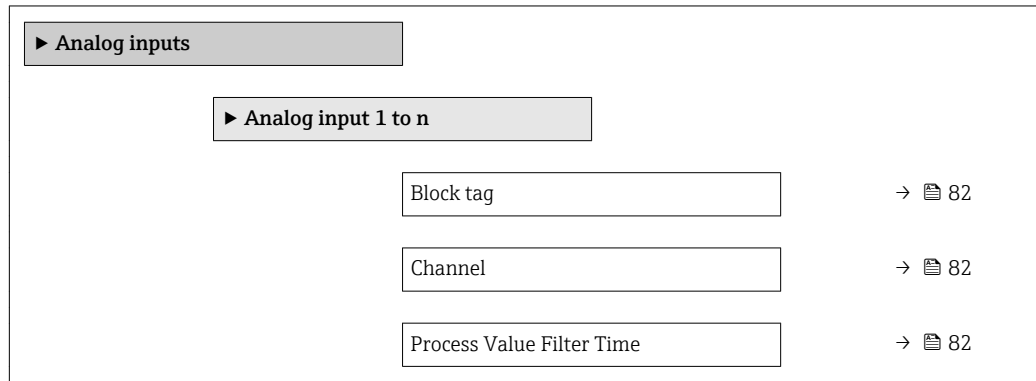 ▶ Analog inputs
▶ Analog input 1 to n
Block tag → 82
Channel → 82
Process Value Filter Time → 82